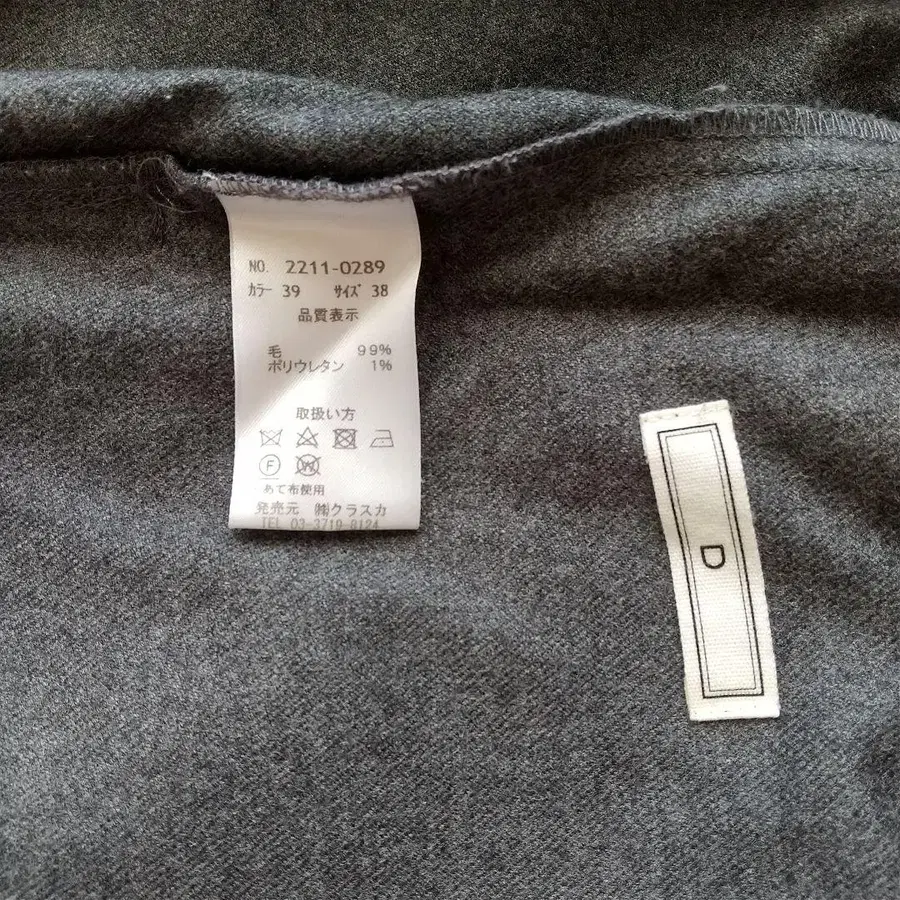 NO. 2211-0289
カラー 39 サイズ 38
品質表示
毛 99%
ポリウレタン 1%
取扱い方
F W
あて布使用
発売元 ㈱クラスカ
TEL 03-3719-8124
D